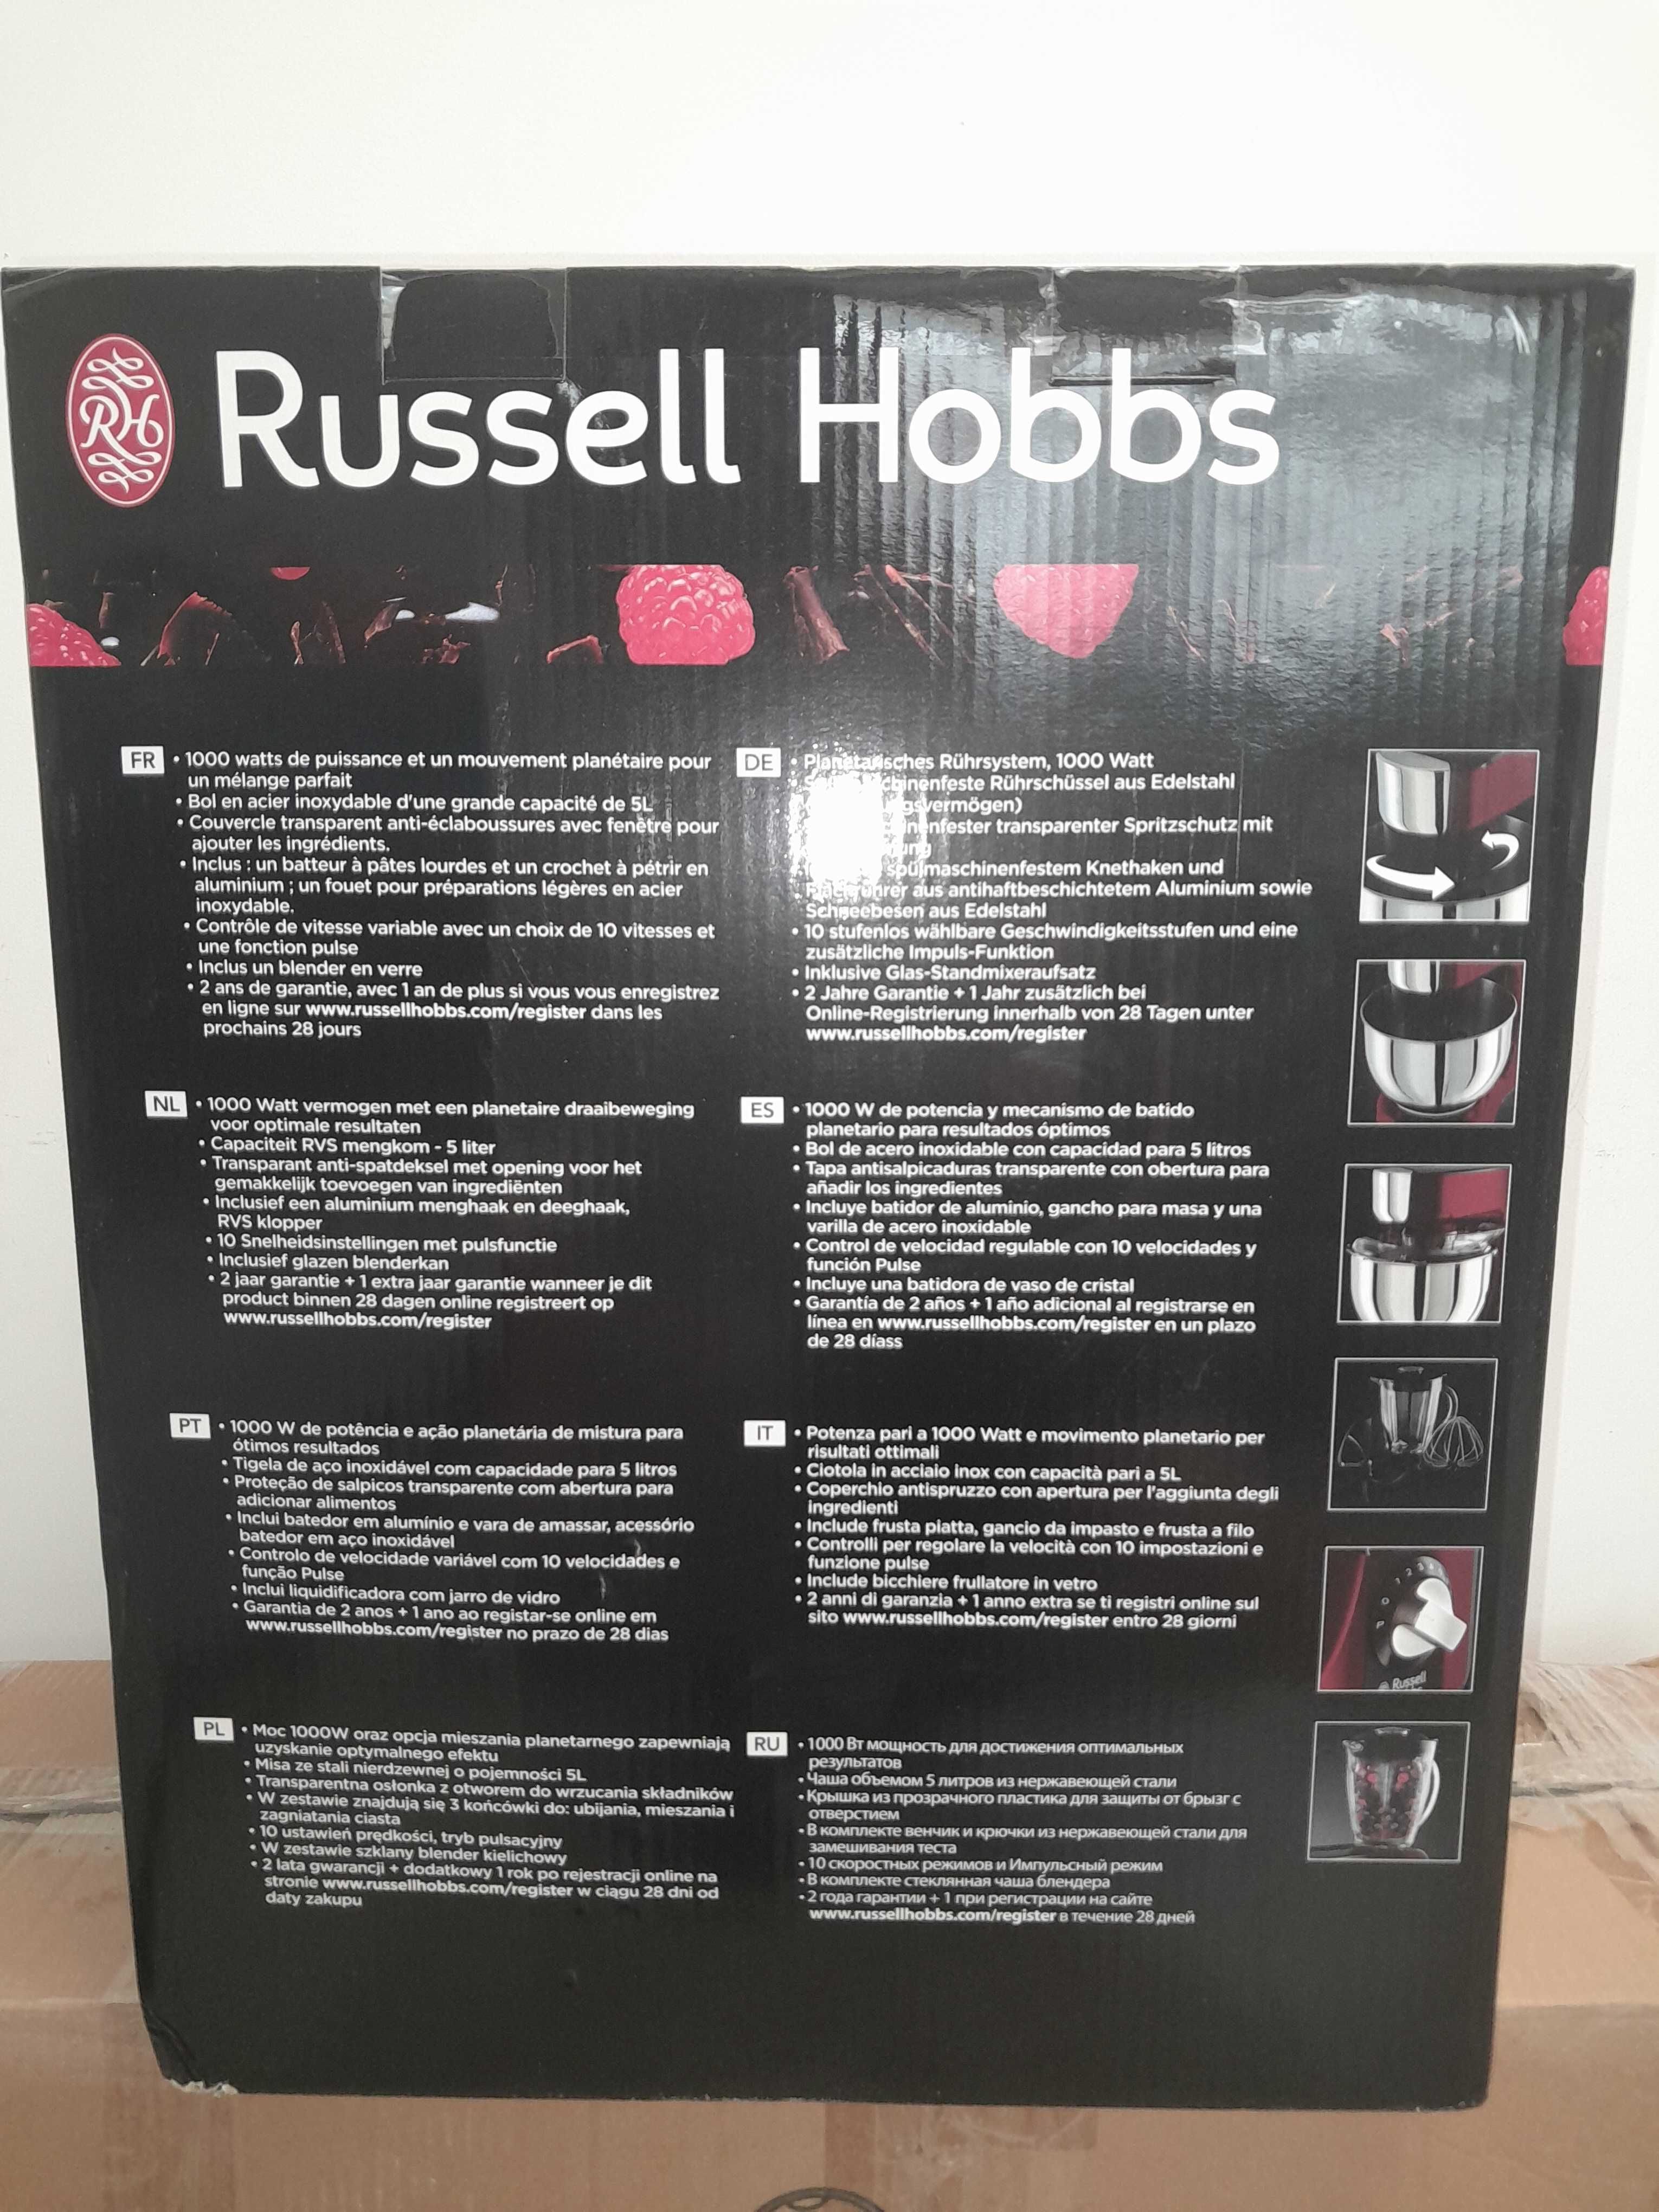 RH
Russell Hobbs
FR
• 1000 watts de puissance et un mouvement planétaire pour
un mélange parfait
• Bol en acier inoxydable d'une grande capacité de 5L
• Couvercle transparent anti-éclaboussures avec fenêtre pour
ajouter les ingrédients.
• Inclus : un batteur à pâtes lourdes et un crochet à pétrir en
aluminium ; un fouet pour préparations légères en acier
inoxydable.
• Contrôle de vitesse variable avec un choix de 10 vitesses et
une fonction pulse
• Inclus un blender en verre
• 2 ans de garantie, avec 1 an de plus si vous vous enregistrez
en ligne sur www.russellhobbs.com/register dans les
prochains 28 jours
DE
• Planetarisches Rührsystem, 1000 Watt
Rührschüssel aus Edelstahl
transparenter Spritzschutz mit
spülmaschinenfestem Knethaken und
Flachrührer aus antihaftbeschichtetem Aluminium sowie
Schneebesen aus Edelstahl
• 10 stufenlos wählbare Geschwindigkeitsstufen und eine
zusätzliche Impuls-Funktion
• Inklusive Glas-Standmixeraufsatz
• 2 Jahre Garantie + 1 Jahr zusätzlich bei
Online-Registrierung innerhalb von 28 Tagen unter
www.russellhobbs.com/register
NL
• 1000 Watt vermogen met een planetaire draaibeweging
voor optimale resultaten
• Capaciteit RVS mengkom - 5 liter
• Transparant anti-spatdeksel met opening voor het
gemakkelijk toevoegen van ingrediënten
• Inclusief een aluminium menghaak en deeghaak,
RVS klopper
• 10 Snelheidsinstellingen met pulsfunctie
• Inclusief glazen blenderkan
• 2 jaar garantie + 1 extra jaar garantie wanneer je dit
product binnen 28 dagen online registreert op
www.russellhobbs.com/register
ES
• 1000 W de potencia y mecanismo de batido
planetario para resultados óptimos
• Bol de acero inoxidable con capacidad para 5 litros
• Tapa antisalpicaduras transparente con obertura para
añadir los ingredientes
• Incluye batidor de aluminio, gancho para masa y una
varilla de acero inoxidable
• Control de velocidad regulable con 10 velocidades y
función Pulse
• Incluye una batidora de vaso de cristal
• Garantía de 2 años + 1 año adicional al registrarse en
línea en www.russellhobbs.com/register en un plazo
de 28 díass
PT
• 1000 W de potência e ação planetária de mistura para
ótimos resultados
• Tigela de aço inoxidável com capacidade para 5 litros
• Proteção de salpicos transparente com abertura para
adicionar alimentos
• Inclui batedor em alumínio e vara de amassar, acessório
batedor em aço inoxidável
• Controlo de velocidade variável com 10 velocidades e
função Pulse
• Inclui liquidificadora com jarro de vidro
• Garantia de 2 anos + 1 ano ao registar-se online em
www.russellhobbs.com/register no prazo de 28 dias
IT
• Potenza pari a 1000 Watt e movimento planetario per
risultati ottimali
• Ciotola in acciaio inox con capacità pari a 5L
• Coperchio antispruzzo con apertura per l'aggiunta degli
ingredienti
• Include frusta piatta, gancio da impasto e frusta a filo
• Controlli per regolare la velocità con 10 impostazioni e
funzione pulse
• Include bicchiere frullatore in vetro
• 2 anni di garanzia + 1 anno extra se ti registri online sul
sito www.russellhobbs.com/register entro 28 giorni
PL
• Moc 1000W oraz opcja mieszania planetarnego zapewniają
uzyskanie optymalnego efektu
• Misa ze stali nierdzewnej o pojemności 5L
• Transparentna osłonka z otworem do wrzucania składników
• W zestawie znajdują się 3 końcówki do: ubijania, mieszania i
zagniatania ciasta
• 10 ustawień prędkości, tryb pulsacyjny
• W zestawie szklany blender kielichowy
• 2 lata gwarancji + dodatkowy 1 rok po rejestracji online na
stronie www.russellhobbs.com/register w ciągu 28 dni od
daty zakupu
RU
• 1000 Вт мощность для достижения оптимальных
результатов
• Чаша объемом 5 литров из нержавеющей стали
• Крышка из прозрачного пластика для защиты от брызг с
отверстием
• В комплекте венчик и крючки из нержавеющей стали для
замешивания теста
• 10 скоростных режимов и Импульсный режим
• В комплекте стеклянная чаша блендера
• 2 года гарантии + 1 при регистрации на сайте
www.russellhobbs.com/register в течение 28 дней
1 2 3
O
P
Russell